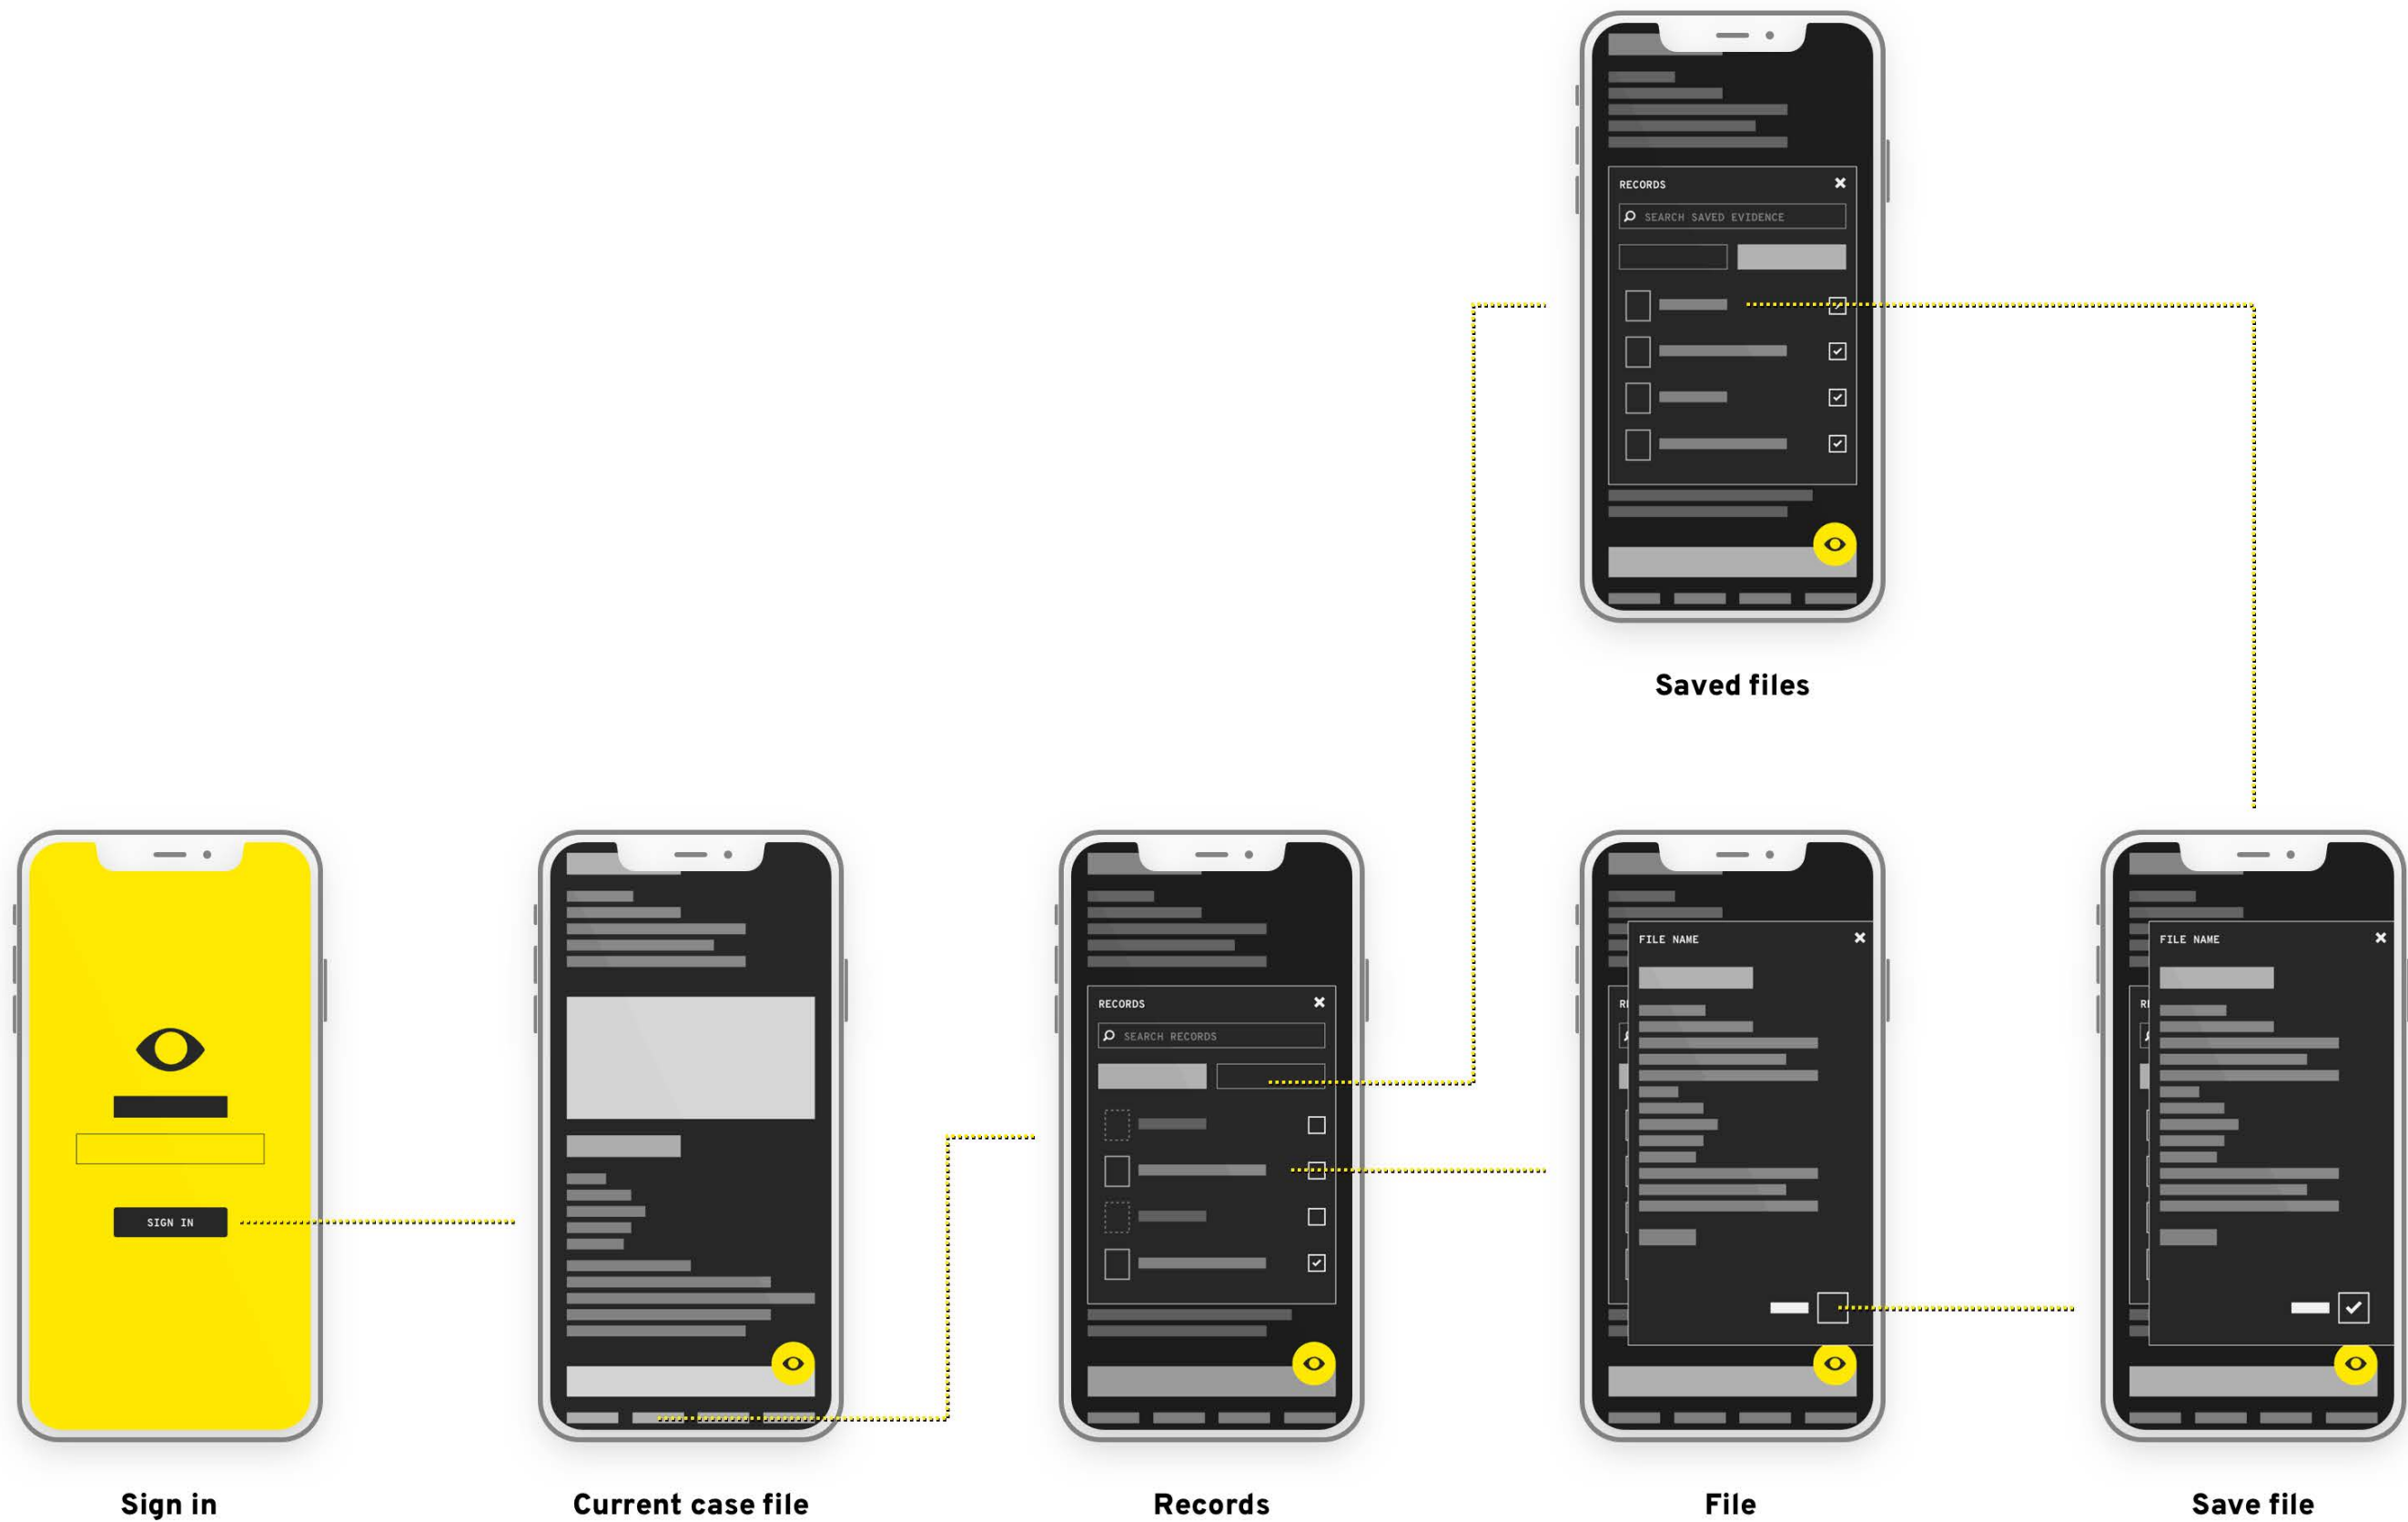 RECORDS
SEARCH SAVED EVIDENCE
Saved files
SIGN IN
Sign in
Current case file
RECORDS
SEARCH RECORDS
Records
FILE NAME
R
File
FILE NAME
R
Save file